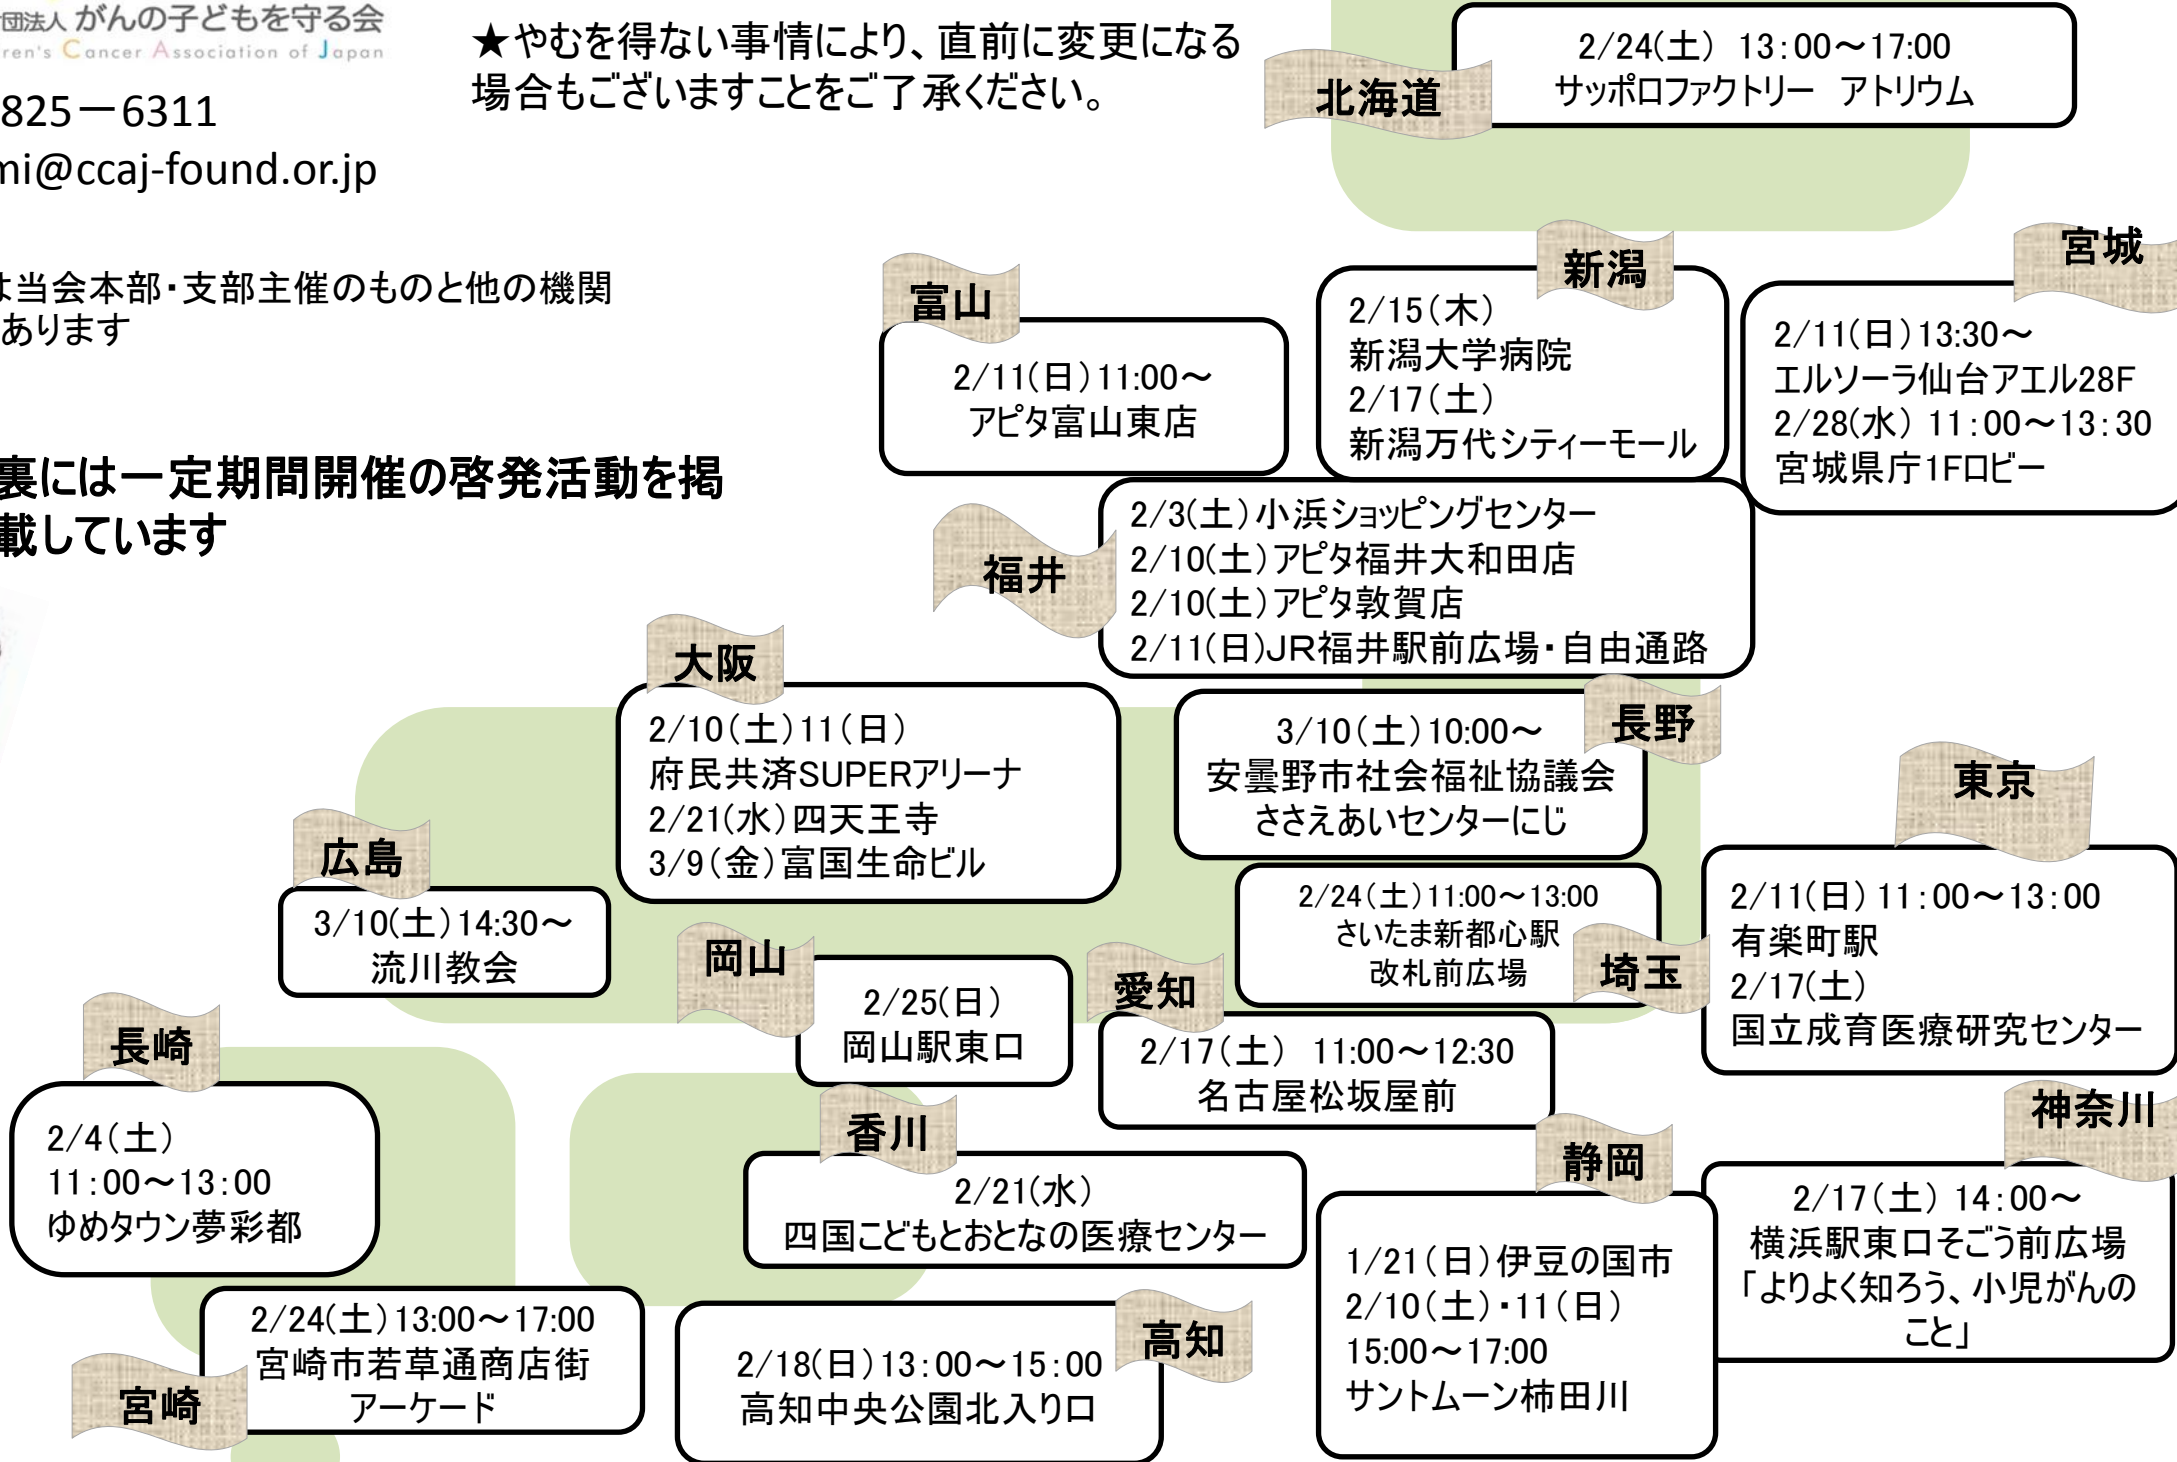 団法人 がんの子どもを守る会
ren's Cancer Association of Japan
825－6311
mi@ccaj-found.or.jp
★やむを得ない事情により、直前に変更になる
場合もございますことをご了承ください。
は当会本部・支部主催のものと他の機関
あります
裏には一定期間開催の啓発活動を掲
載しています
北海道
2/24(土) 13：00～17:00
サッポロファクトリー アトリウム
富山
2/11(日)11:00～
アピタ富山東店
新潟
2/15(木)
新潟大学病院
2/17(土)
新潟万代シティーモール
宮城
2/11(日)13:30～
エルソーラ仙台アエル28F
2/28(水) 11：00～13：30
宮城県庁1Fロビー
福井
2/3(土)小浜ショッピングセンター
2/10(土)アピタ福井大和田店
2/10(土)アピタ敦賀店
2/11(日)JR福井駅前広場・自由通路
大阪
2/10(土)11(日)
府民共済SUPERアリーナ
2/21(水)四天王寺
3/9(金)富国生命ビル
長野
3/10(土)10:00～
安曇野市社会福祉協議会
ささえあいセンターにじ
東京
2/11(日)11：00～13：00
有楽町駅
2/17(土)
国立成育医療研究センター
広島
3/10(土)14:30～
流川教会
埼玉
2/24(土)11:00～13:00
さいたま新都心駅
改札前広場
岡山
2/25(日)
岡山駅東口
愛知
2/17(土) 11:00～12:30
名古屋松坂屋前
長崎
2/4(土)
11：00～13：00
ゆめタウン夢彩都
香川
2/21(水)
四国こどもとおとなの医療センター
静岡
1/21(日)伊豆の国市
2/10(土)・11(日)
15:00～17:00
サントムーン柿田川
神奈川
2/17(土) 14：00～
横浜駅東口そごう前広場
「よりよく知ろう、小児がんの
こと」
宮崎
2/24(土)13:00～17:00
宮崎市若草通商店街
アーケード
高知
2/18(日)13：00～15：00
高知中央公園北入り口